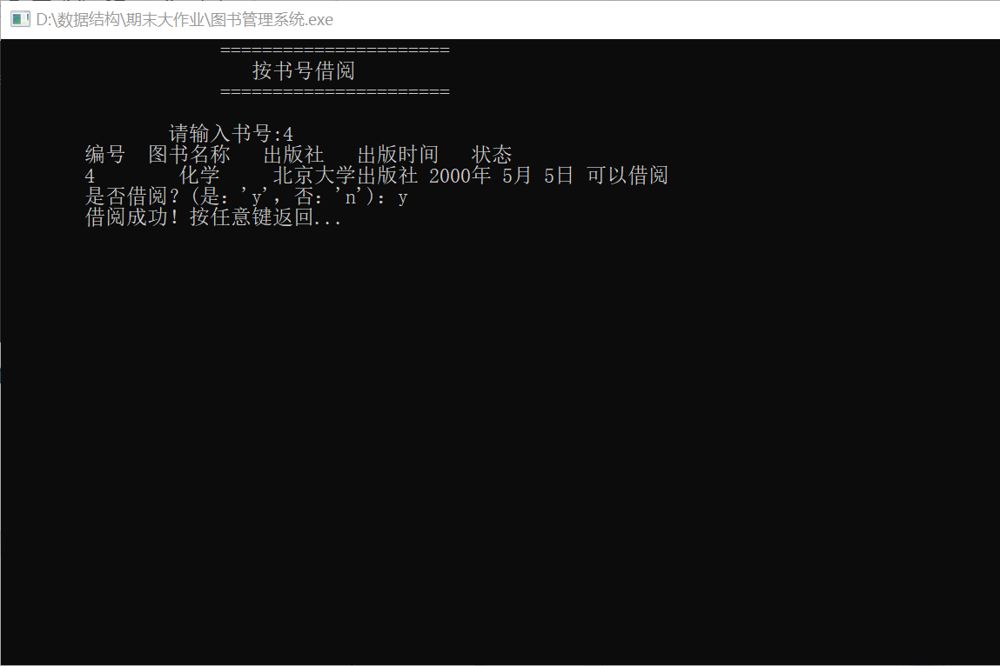 D:\数据结构\期末大作业\图书管理系统.exe
======================
按书号借阅
======================
请输入书号:4
编号 图书名称 出版社 出版时间 状态
4 化学 北京大学出版社 2000年 5月 5日 可以借阅
是否借阅？(是：'y'，否：'n')：y
借阅成功！按任意键返回...